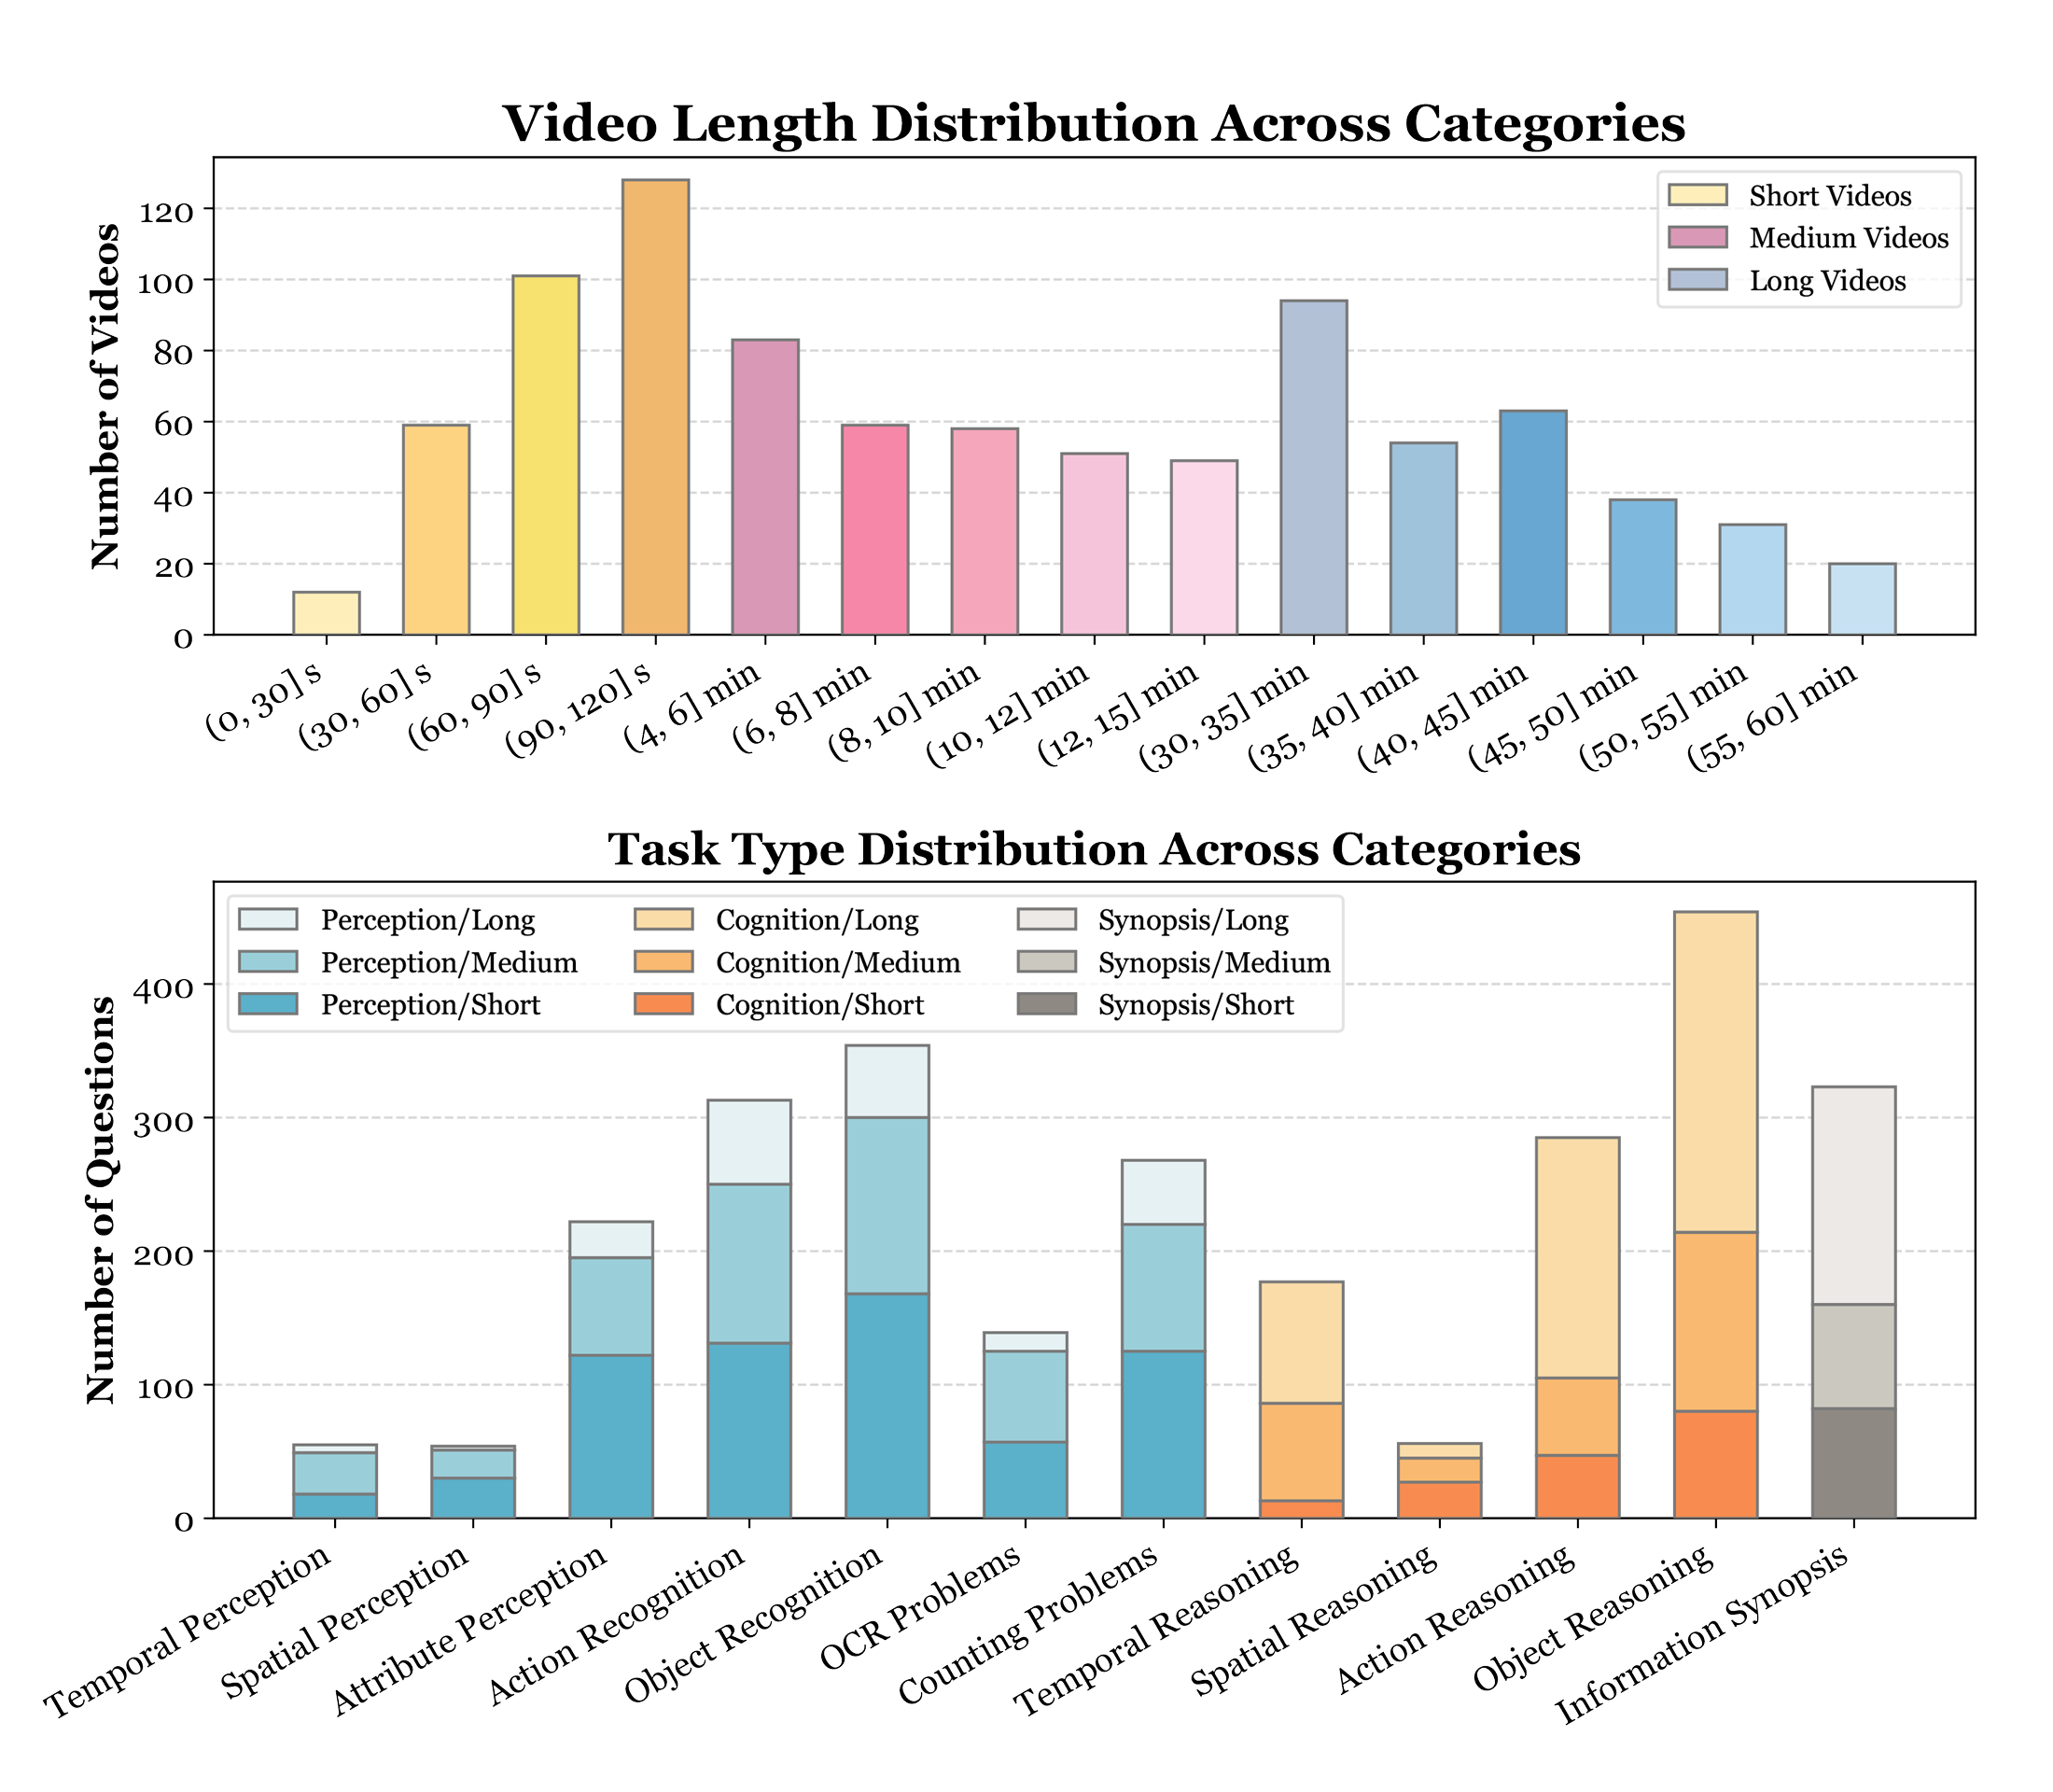 Video Length Distribution Across Categories
Number of Videos
120
100
80
60
40
20
0
Short Videos
Medium Videos
Long Videos
(0, 30] s
(30, 60] s
(60, 90] s
(90, 120] s
(4, 6] min
(6, 8] min
(8, 10] min
(10, 12] min
(12, 15] min
(30, 35] min
(35, 40] min
(40, 45] min
(45, 50] min
(50, 55] min
(55, 60] min
Task Type Distribution Across Categories
Number of Questions
400
300
200
100
0
Perception/Long
Perception/Medium
Perception/Short
Cognition/Long
Cognition/Medium
Cognition/Short
Synopsis/Long
Synopsis/Medium
Synopsis/Short
Temporal Perception
Spatial Perception
Attribute Perception
Action Recognition
Object Recognition
OCR Problems
Counting Problems
Temporal Reasoning
Spatial Reasoning
Action Reasoning
Object Reasoning
Information Synopsis